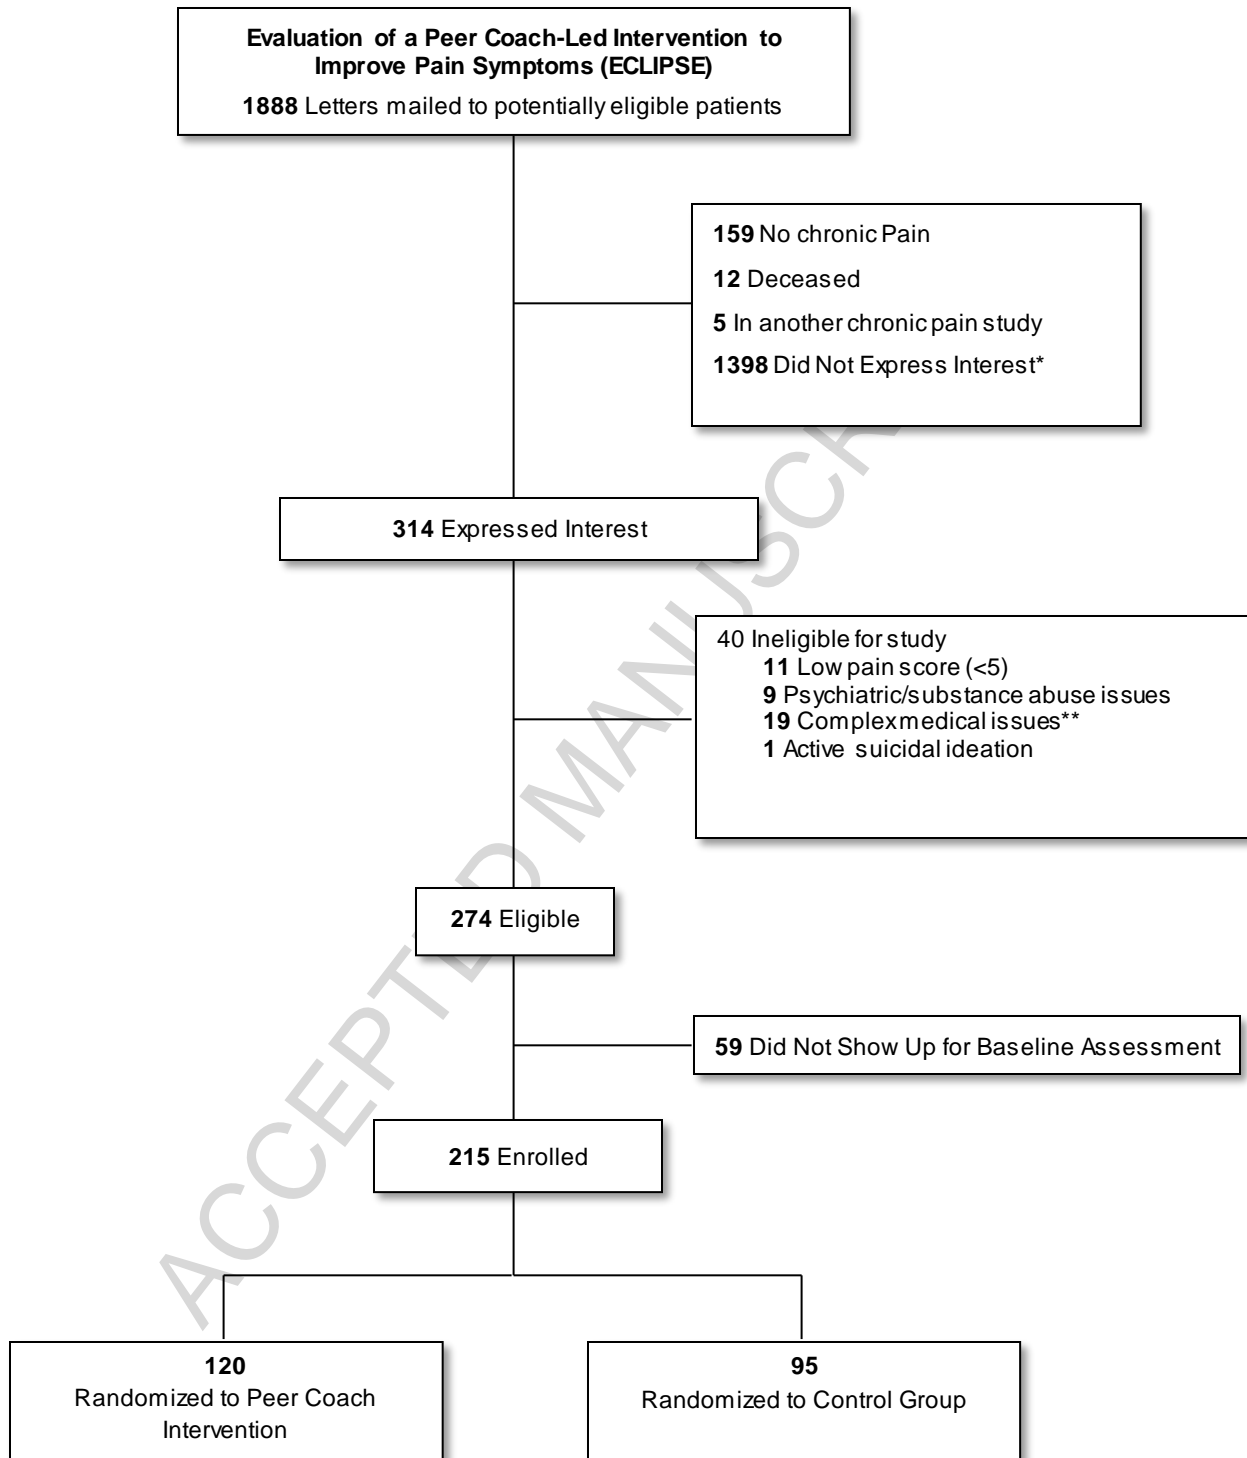 Evaluation of a Peer Coach-Led Intervention to
Improve Pain Symptoms (ECLIPSE)
1888 Letters mailed to potentially eligible patients
159 No chronic Pain
12 Deceased
5 In another chronic pain study
1398 Did Not Express Interest*
314 Expressed Interest
40 Ineligible for study
11 Low pain score (<5)
9 Psychiatric/substance abuse issues
19 Complex medical issues**
1 Active suicidal ideation
274 Eligible
59 Did Not Show Up for Baseline Assessment
215 Enrolled
120
Randomized to Peer Coach
Intervention
95
Randomized to Control Group
ACCEPTED MANUSCR